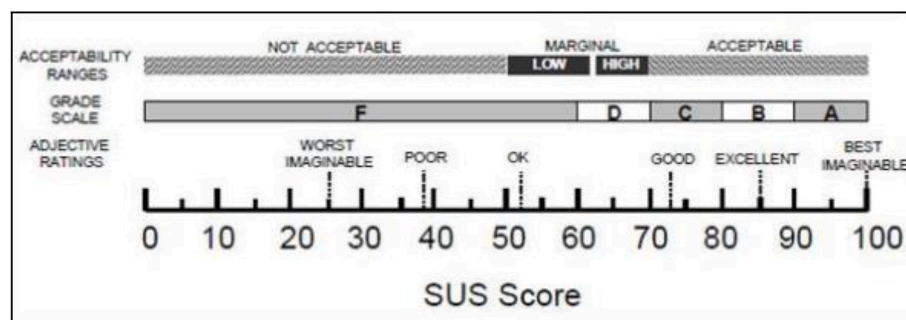 ACCEPTABILITY RANGES
NOT ACCEPTABLE
MARGINAL
ACCEPTABLE
LOW
HIGH
GRADE SCALE
F
D
C
B
A
ADJECTIVE RATINGS
WORST IMAGINABLE
POOR
OK
GOOD
EXCELLENT
BEST IMAGINABLE
0 10 20 30 40 50 60 70 80 90 100
SUS Score